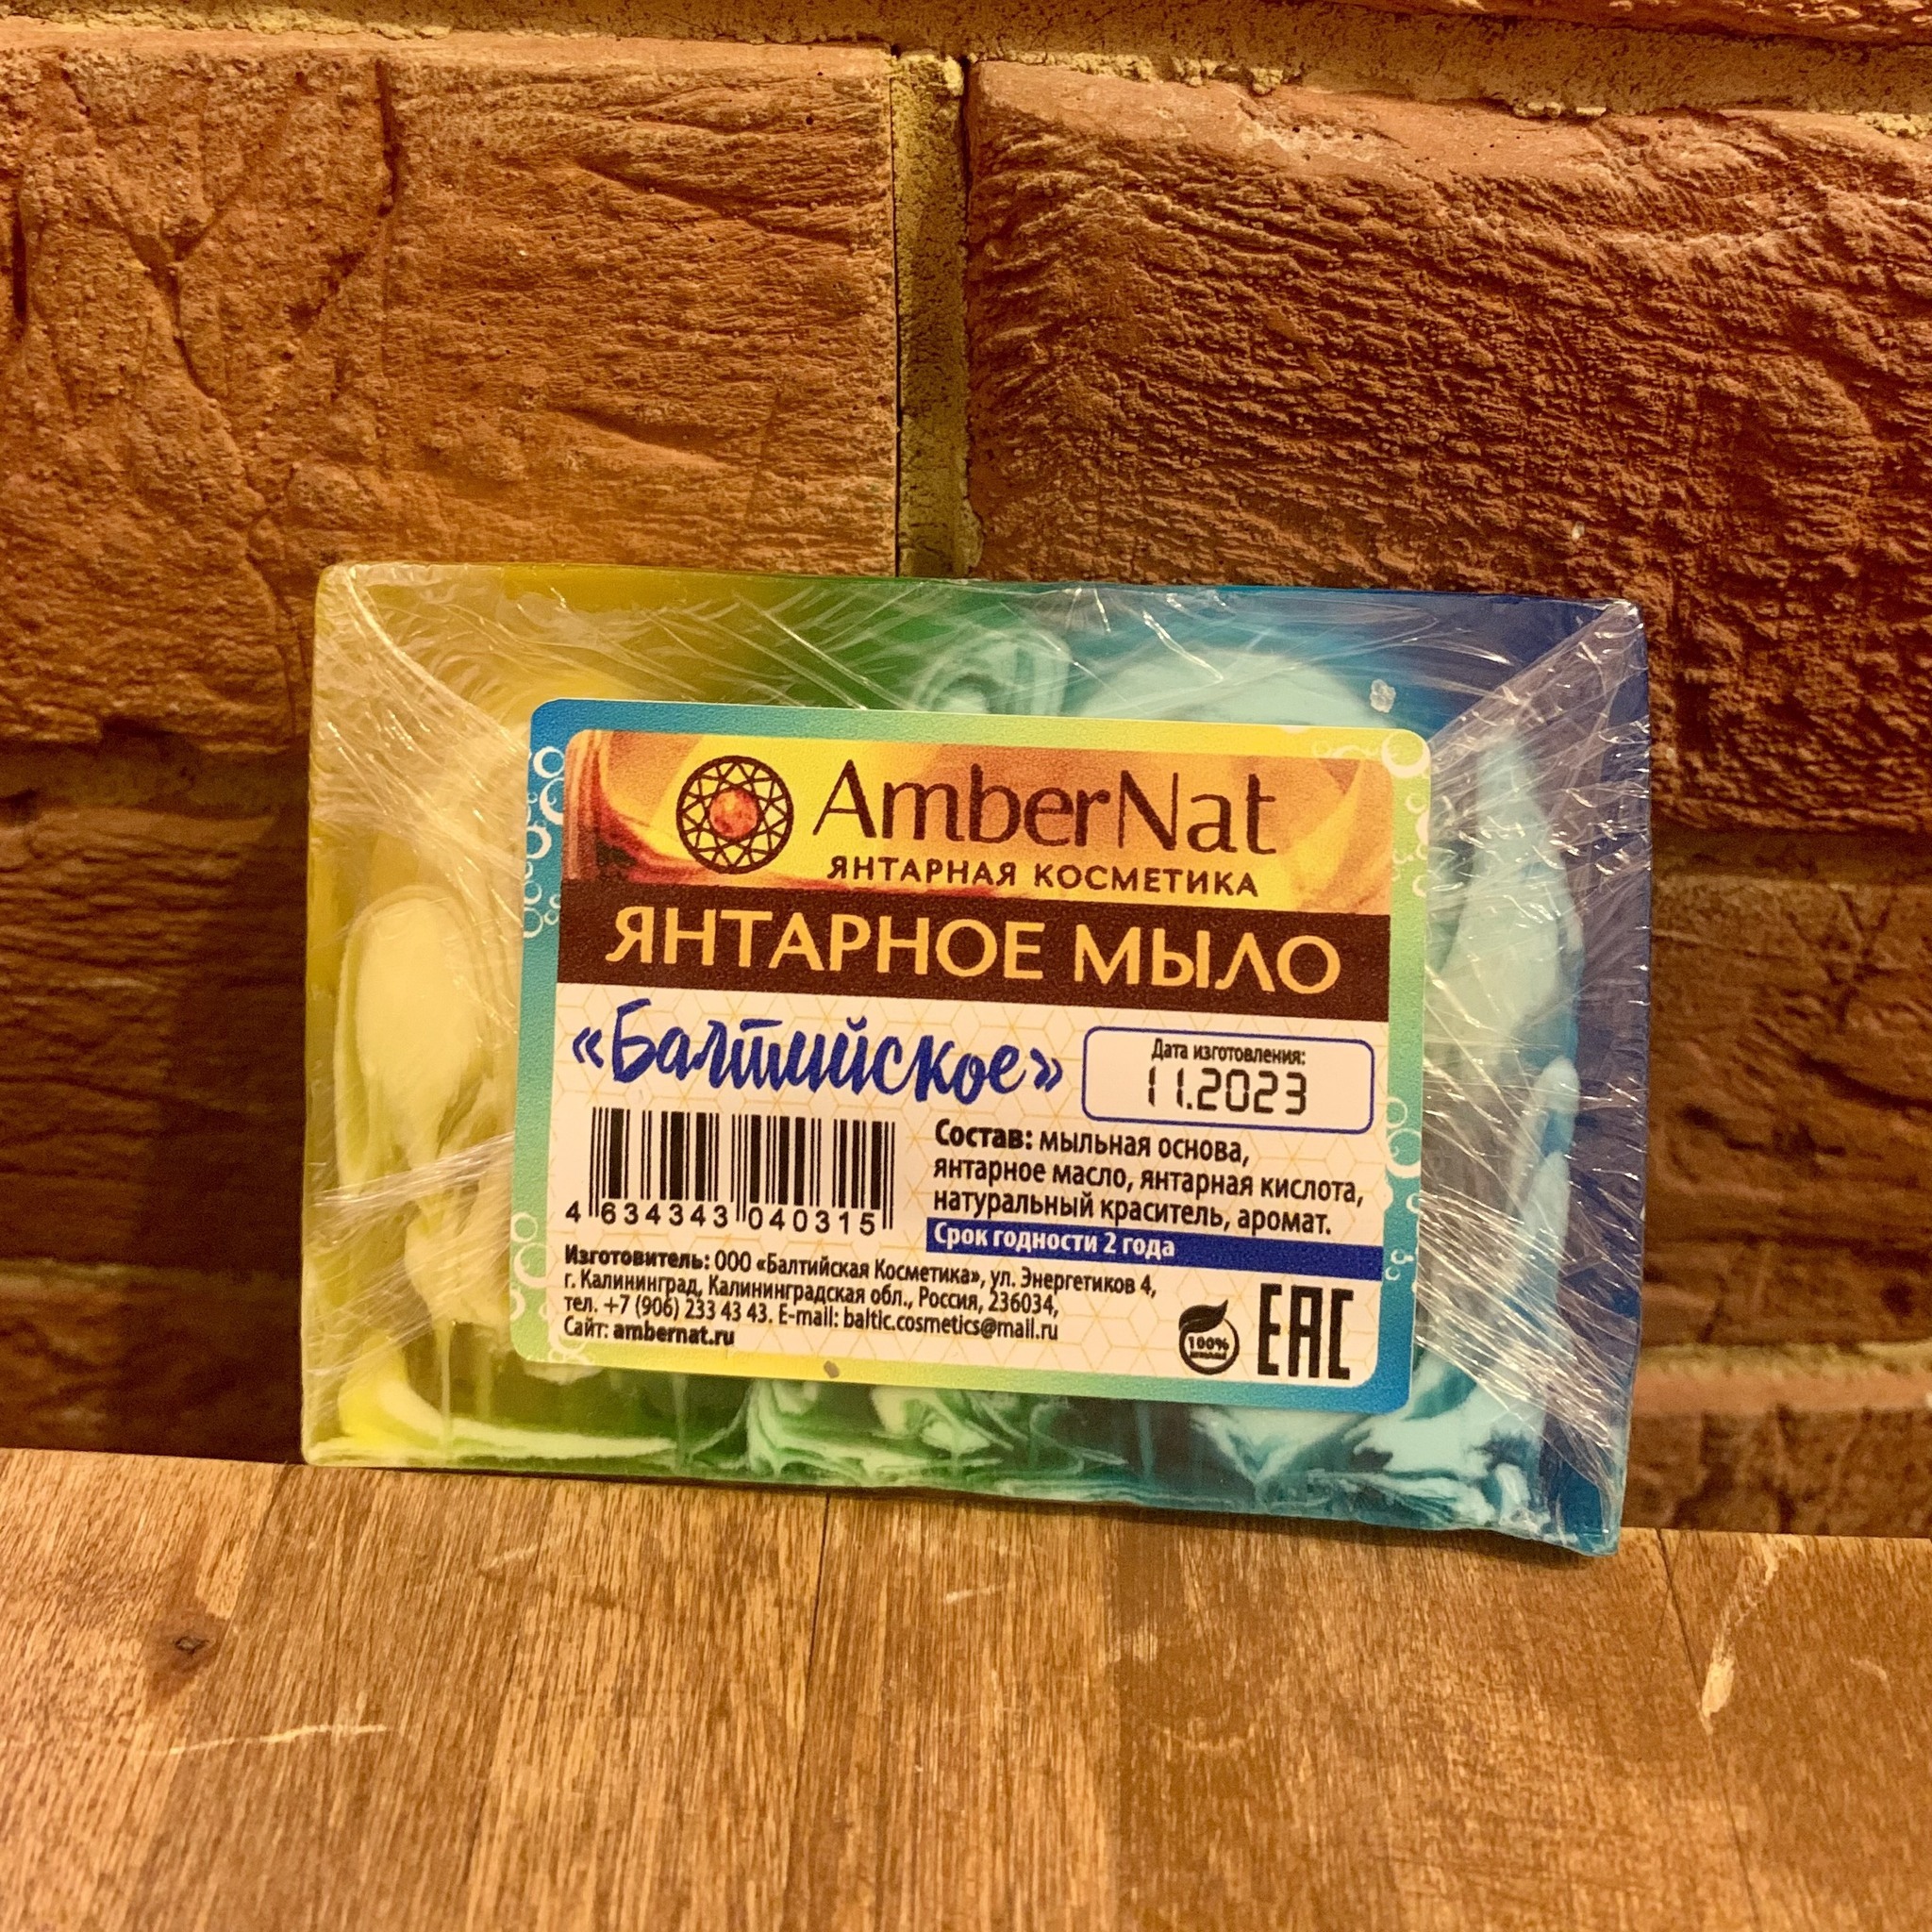 AmberNat
ЯНТАРНАЯ КОСМЕТИКА
ЯНТАРНОЕ МЫЛО
«Балтийское»
Дата изготовления:
11.2023
Состав: мыльная основа,
янтарное масло, янтарная кислота,
натуральный краситель, аромат.
Срок годности 2 года
4 634343 040315
Изготовитель: ООО «Балтийская Косметика», ул. Энергетиков 4,
г. Калининград, Калининградская обл., Россия, 236034,
тел. +7 (906) 233 43 43. E-mail: baltic.cosmetics@mail.ru
Сайт: ambernat.ru
100%
EAC